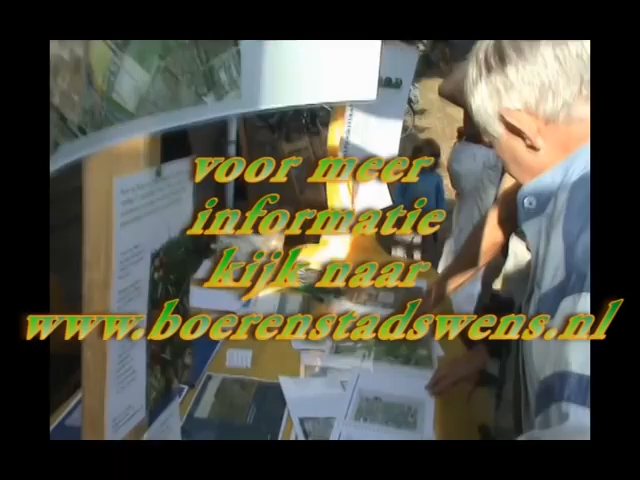 voor meer
informatie
kijk naar
www.boerenstadswens.nl